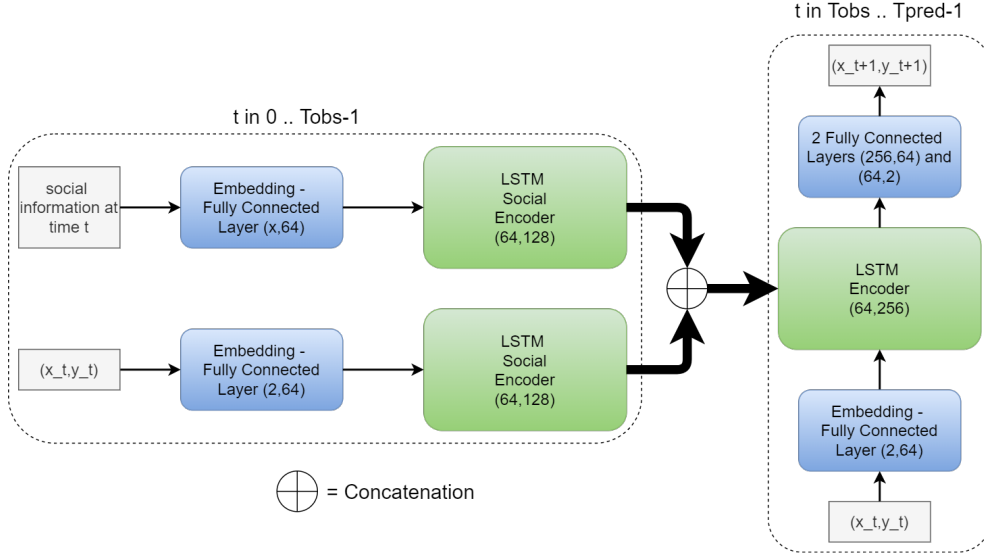 t in Tobs .. Tpred-1
(x_t+1,y_t+1)
2 Fully Connected
Layers (256,64) and
(64,2)
LSTM
Encoder
(64,256)
Embedding -
Fully Connected
Layer (2,64)
(x_t,y_t)
t in 0 .. Tobs-1
social
information at
time t
Embedding -
Fully Connected
Layer (x,64)
LSTM
Social
Encoder
(64,128)
(x_t,y_t)
Embedding -
Fully Connected
Layer (2,64)
LSTM
Social
Encoder
(64,128)
= Concatenation